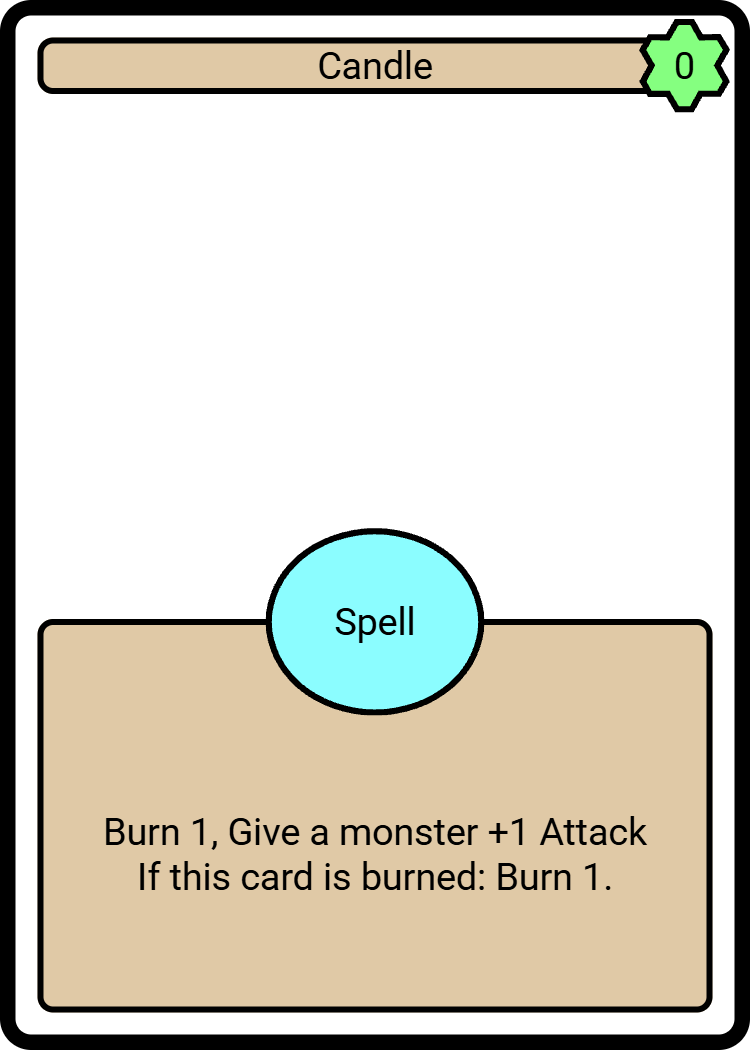 Candle
0
Spell
Burn 1, Give a monster +1 Attack
If this card is burned: Burn 1.